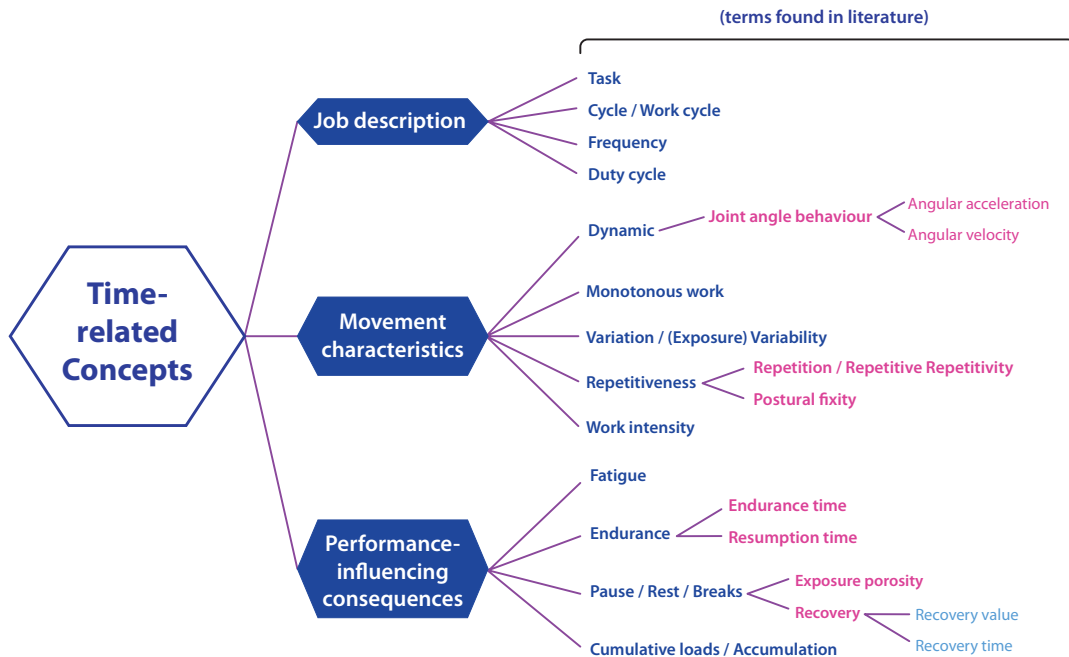 (terms found in literature)
Job description
Task
Cycle / Work cycle
Frequency
Duty cycle
Time-
related
Concepts
Movement
characteristics
Dynamic
Joint angle behaviour
Angular acceleration
Angular velocity
Monotonous work
Variation / (Exposure) Variability
Repetitiveness
Repetition / Repetitive Repetitivity
Postural fixity
Work intensity
Performance-
influencing
consequences
Fatigue
Endurance
Endurance time
Resumption time
Pause / Rest / Breaks
Exposure porosity
Recovery
Recovery value
Recovery time
Cumulative loads / Accumulation